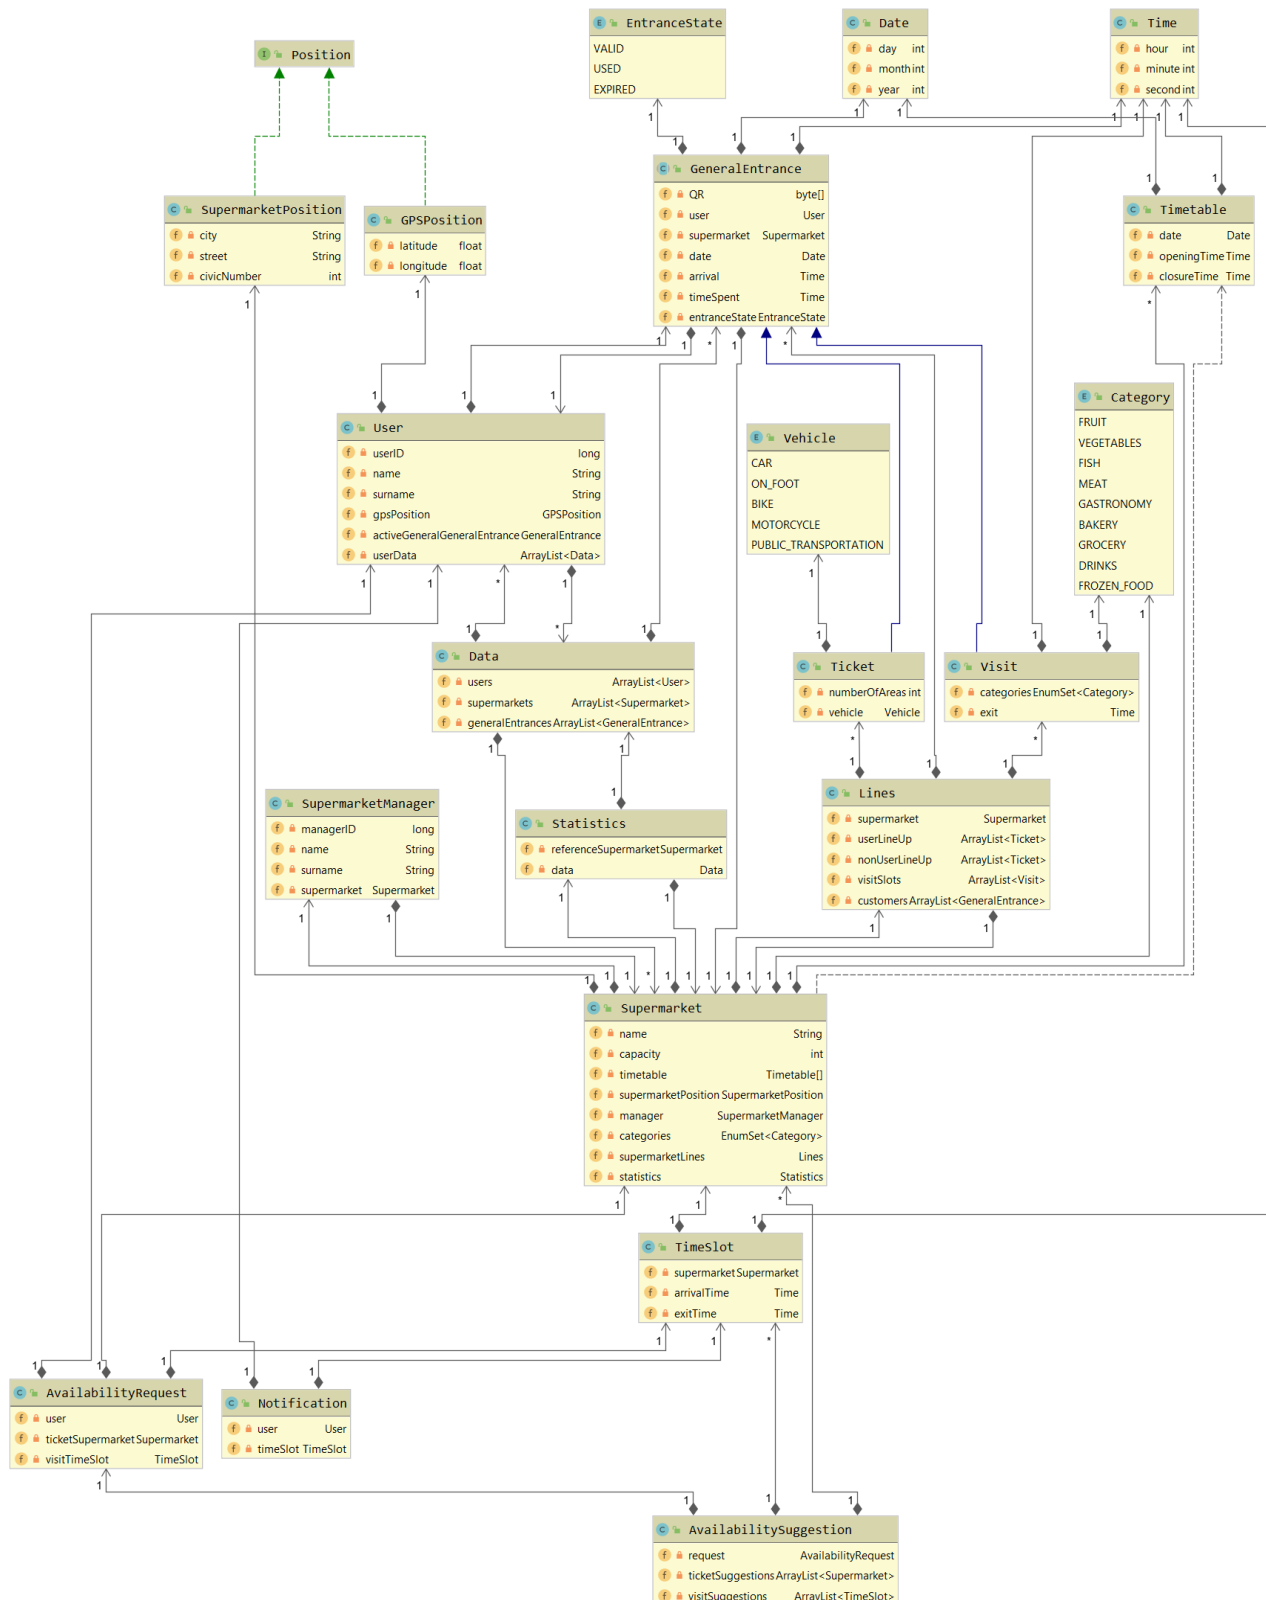 I Position
E EntranceState
VALID
USED
EXPIRED
C Date
f day int
f month int
f year int
C Time
f hour int
f minute int
f second int
C SupermarketPosition
f city String
f street String
f civicNumber int
C GPSPosition
f latitude float
f longitude float
C GeneralEntrance
f QR byte[]
f user User
f supermarket Supermarket
f date Date
f arrival Time
f timeSpent Time
f entranceState EntranceState
C Timetable
f date Date
f openingTime Time
f closureTime Time
C User
f userID long
f name String
f surname String
f gpsPosition GPSPosition
f activeGeneralGeneralEntrance GeneralEntrance
f userData ArrayList<Data>
E Vehicle
CAR
ON_FOOT
BIKE
MOTORCYCLE
PUBLIC_TRANSPORTATION
E Category
FRUIT
VEGETABLES
FISH
MEAT
GASTRONOMY
BAKERY
GROCERY
DRINKS
FROZEN_FOOD
C Data
f users ArrayList<User>
f supermarkets ArrayList<Supermarket>
f generalEntrances ArrayList<GeneralEntrance>
C Ticket
f numberOfAreas int
f vehicle Vehicle
C Visit
f categories EnumSet<Category>
f exit Time
C SupermarketManager
f managerID long
f name String
f surname String
f supermarket Supermarket
C Statistics
f referenceSupermarket Supermarket
f data Data
C Lines
f supermarket Supermarket
f userLineUp ArrayList<Ticket>
f nonUserLineUp ArrayList<Ticket>
f visitSlots ArrayList<Visit>
f customers ArrayList<GeneralEntrance>
C Supermarket
f name String
f capacity int
f timetable Timetable[]
f supermarketPosition SupermarketPosition
f manager SupermarketManager
f categories EnumSet<Category>
f supermarketLines Lines
f statistics Statistics
C TimeSlot
f supermarket Supermarket
f arrivalTime Time
f exitTime Time
C AvailabilityRequest
f user User
f ticketSupermarket Supermarket
f visitTimeSlot TimeSlot
C Notification
f user User
f timeSlot TimeSlot
C AvailabilitySuggestion
f request AvailabilityRequest
f ticketSuggestions ArrayList<Supermarket>
f visitSuggestions ArrayList<TimeSlot>